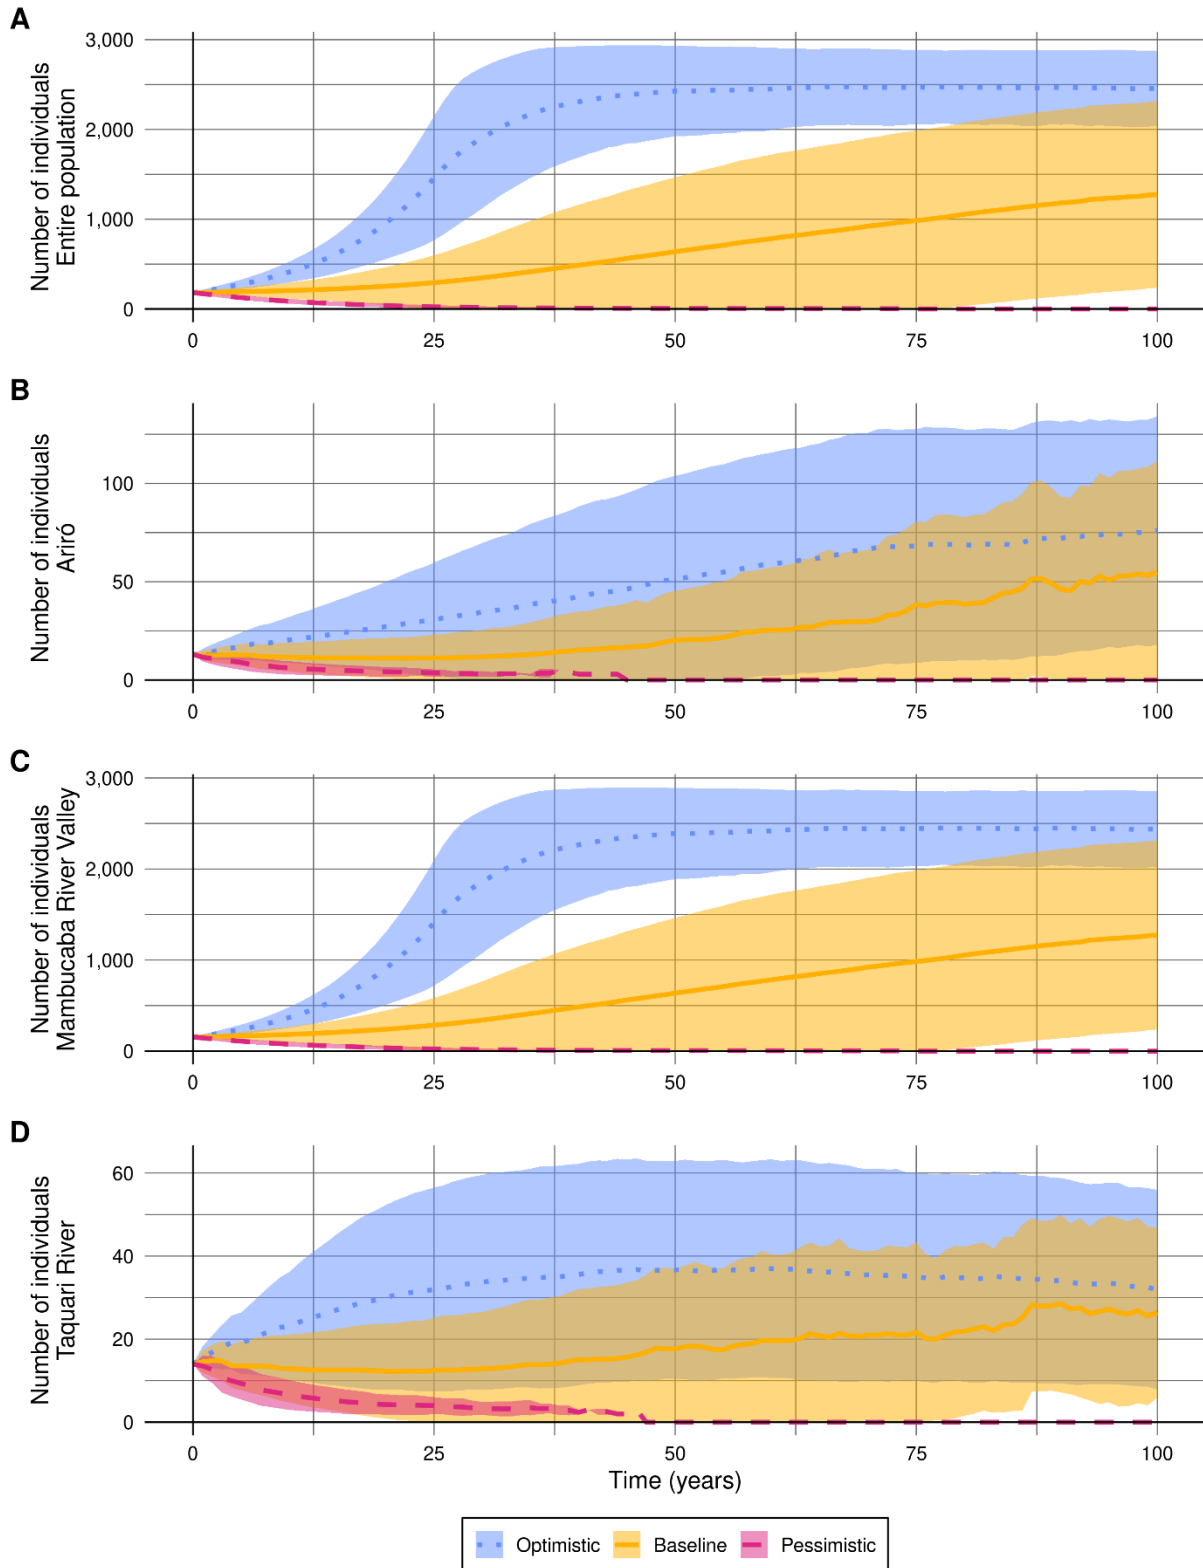 A
Number of individuals
Entire population
3,000
2,000
1,000
0
0 25 50 75 100
B
Number of individuals
Ariró
100
50
0
0 25 50 75 100
C
Number of individuals
Mambucaba River Valley
3,000
2,000
1,000
0
0 25 50 75 100
D
Number of individuals
Taquari River
60
40
20
0
0 25 50 75 100
Time (years)
Optimistic Baseline Pessimistic